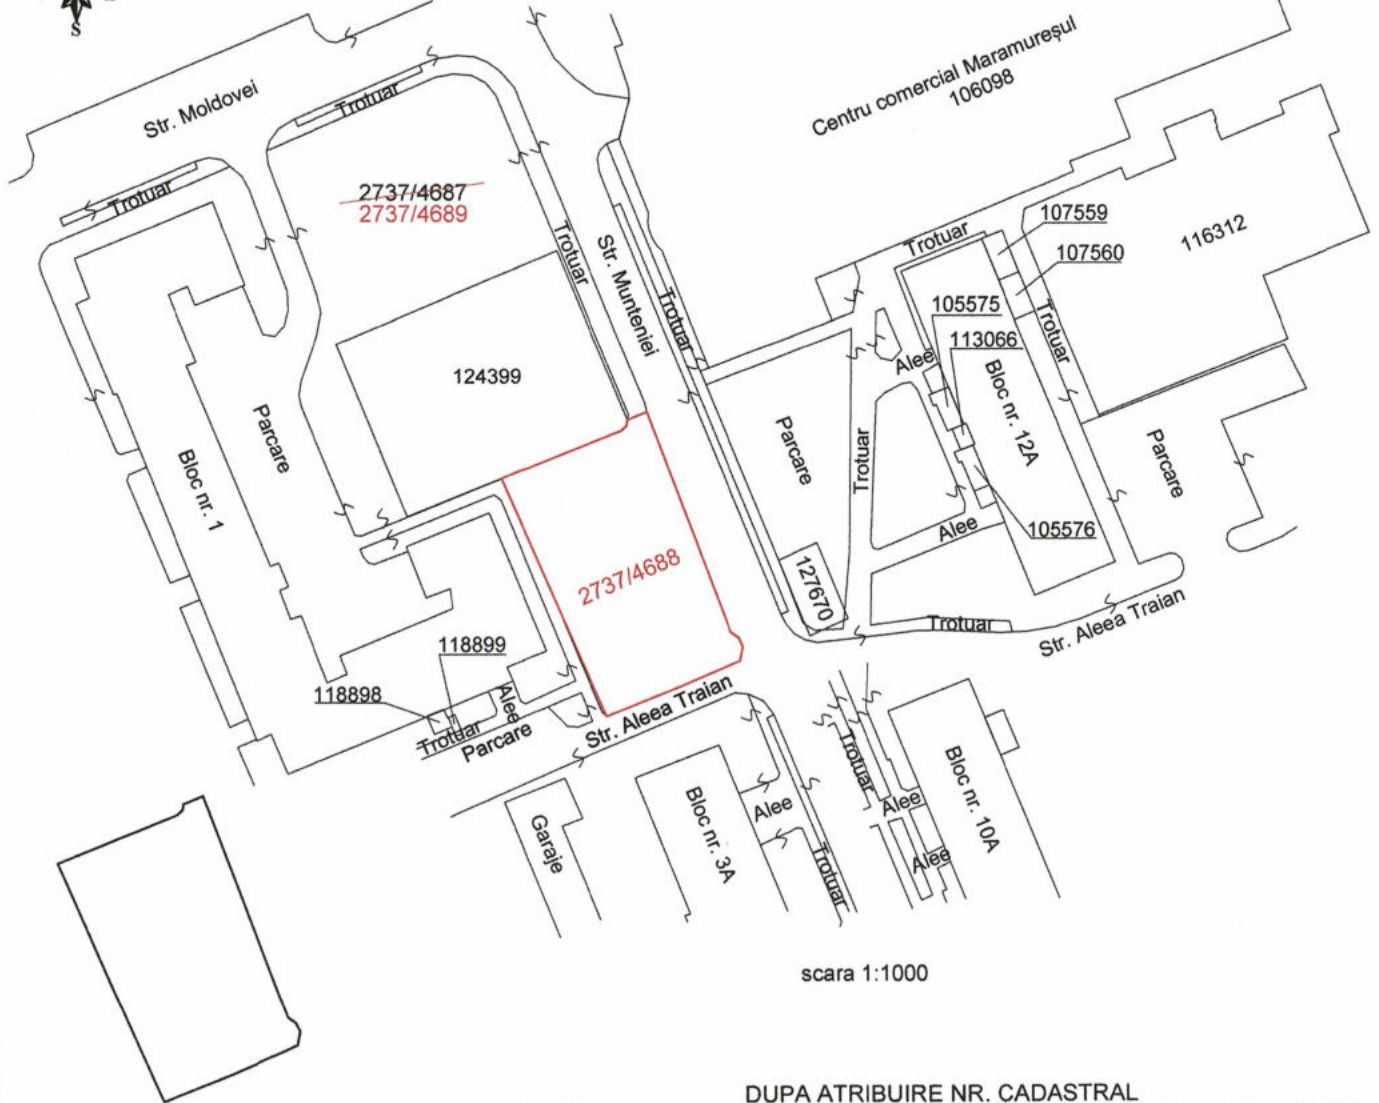 S
Str. Moldovei
Trotuar
Centru comercial Maramureșul
106098
Trotuar
2737/4687
2737/4689
Trotuar
Str. Munteniei
Trotuar
107559
Trotuar
116312
107560
105575
Trotuar
113066
Alee
124399
Bloc nr. 12A
Parcare
Parcare
Trotuar
Parcare
Bloc nr. 1
Alee
105576
2737/4688
127670
Trotuar
Str. Aleea Traian
118899
118898
Alee
Trotuar
Parcare
Str. Aleea Traian
Trotuar
Bloc nr. 10A
Garaje
Bloc nr. 3A
Alee
Alee
Trotuar
Alee
scara 1:1000
DUPA ATRIBUIRE NR. CADASTRAL